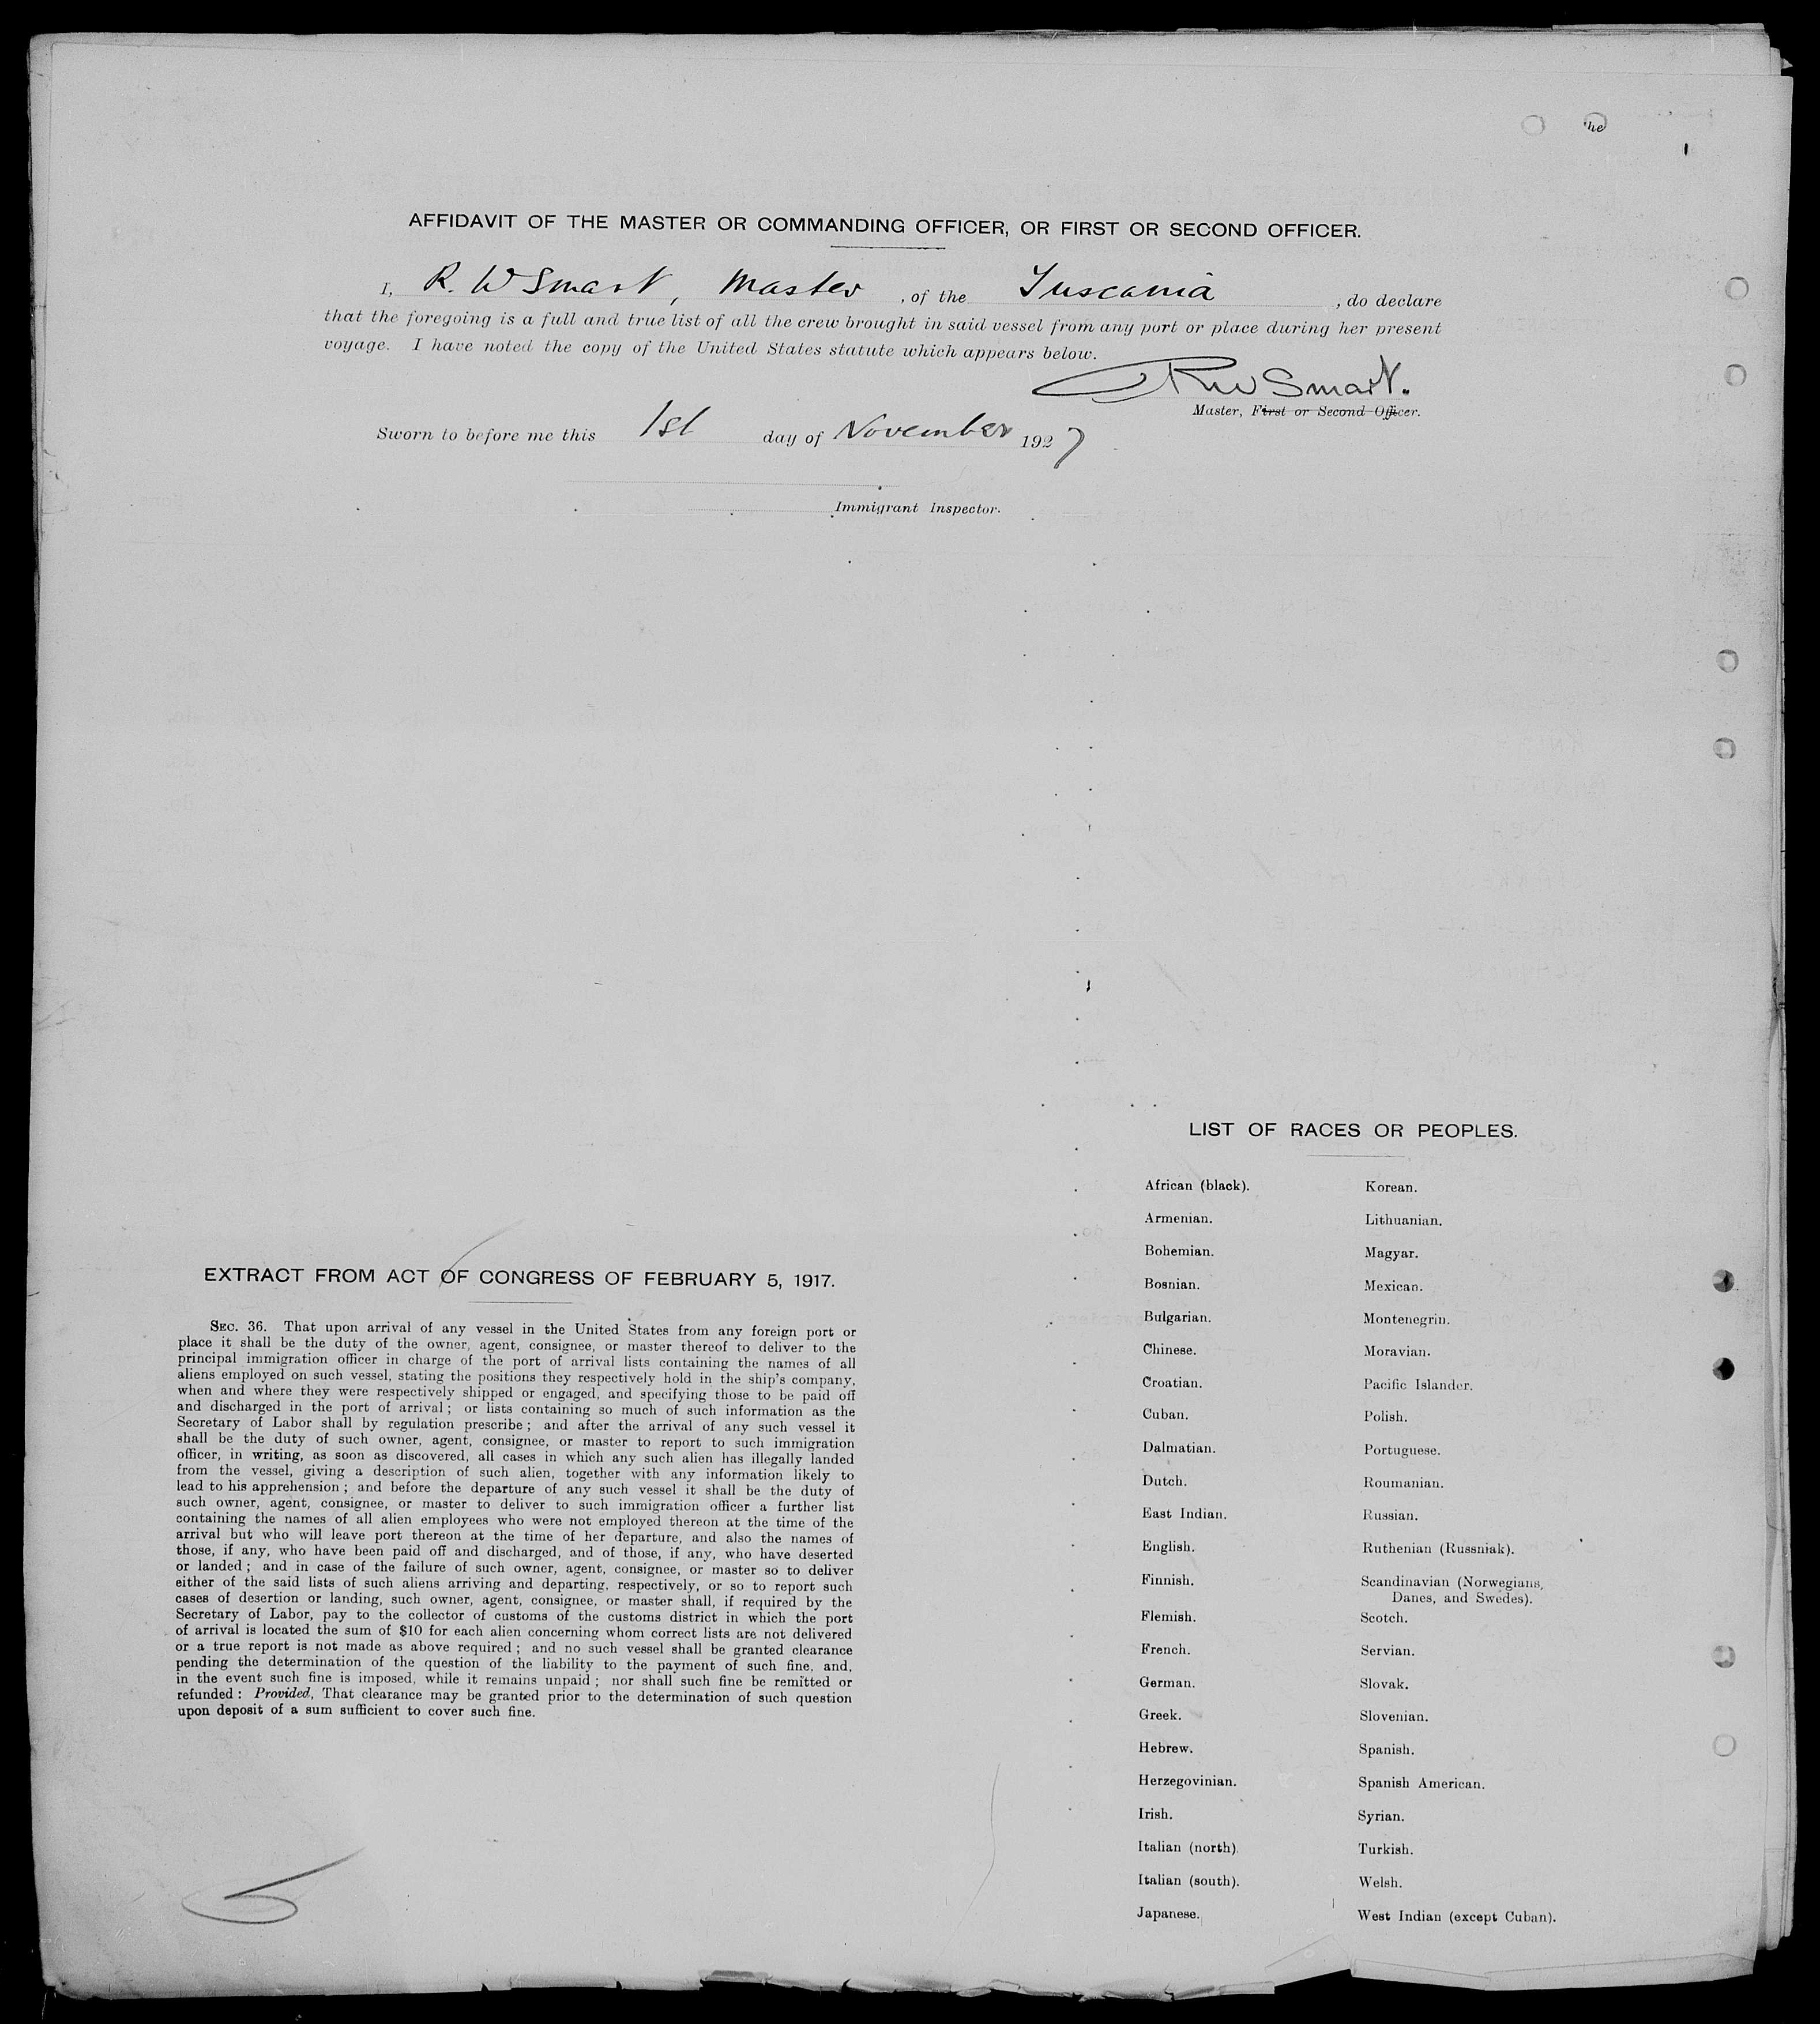 he
AFFIDAVIT OF THE MASTER OR COMMANDING OFFICER, OR FIRST OR SECOND OFFICER.
I, R. W Smart, Master, of the Tuscania, do declare
that the foregoing is a full and true list of all the crew brought in said vessel from any port or place during her present
voyage. I have noted the copy of the United States statute which appears below.
RW Smart.
Master, First or Second Officer.
Sworn to before me this 1st day of November 1927
Immigrant Inspector.
EXTRACT FROM ACT OF CONGRESS OF FEBRUARY 5, 1917.
SEC. 36. That upon arrival of any vessel in the United States from any foreign port or
place it shall be the duty of the owner, agent, consignee, or master thereof to deliver to the
principal immigration officer in charge of the port of arrival lists containing the names of all
aliens employed on such vessel, stating the positions they respectively hold in the ship's company,
when and where they were respectively shipped or engaged, and specifying those to be paid off
and discharged in the port of arrival; or lists containing so much of such information as the
Secretary of Labor shall by regulation prescribe; and after the arrival of any such vessel it
shall be the duty of such owner, agent, consignee, or master to report to such immigration
officer, in writing, as soon as discovered, all cases in which any such alien has illegally landed
from the vessel, giving a description of such alien, together with any information likely to
lead to his apprehension; and before the departure of any such vessel it shall be the duty of
such owner, agent, consignee, or master to deliver to such immigration officer a further list
containing the names of all alien employees who were not employed thereon at the time of the
arrival but who will leave port thereon at the time of her departure, and also the names of
those, if any, who have been paid off and discharged, and of those, if any, who have deserted
or landed; and in case of the failure of such owner, agent, consignee, or master so to deliver
either of the said lists of such aliens arriving and departing, respectively, or so to report such
cases of desertion or landing, such owner, agent, consignee, or master shall, if required by the
Secretary of Labor, pay to the collector of customs of the customs district in which the port
of arrival is located the sum of $10 for each alien concerning whom correct lists are not delivered
or a true report is not made as above required; and no such vessel shall be granted clearance
pending the determination of the question of the liability to the payment of such fine, and,
in the event such fine is imposed, while it remains unpaid; nor shall such fine be remitted or
refunded: Provided, That clearance may be granted prior to the determination of such question
upon deposit of a sum sufficient to cover such fine.
LIST OF RACES OR PEOPLES.
African (black).
Armenian.
Bohemian.
Bosnian.
Bulgarian.
Chinese.
Croatian.
Cuban.
Dalmatian.
Dutch.
East Indian.
English.
Finnish.
Flemish.
French.
German.
Greek.
Hebrew.
Herzegovinian.
Irish.
Italian (north).
Italian (south).
Japanese.
Korean.
Lithuanian.
Magyar.
Mexican.
Montenegrin.
Moravian.
Pacific Islander.
Polish.
Portuguese.
Roumanian.
Russian.
Ruthenian (Russniak).
Scandinavian (Norwegians,
Danes, and Swedes).
Scotch.
Servian.
Slovak.
Slovenian.
Spanish.
Spanish American.
Syrian.
Turkish.
Welsh.
West Indian (except Cuban).